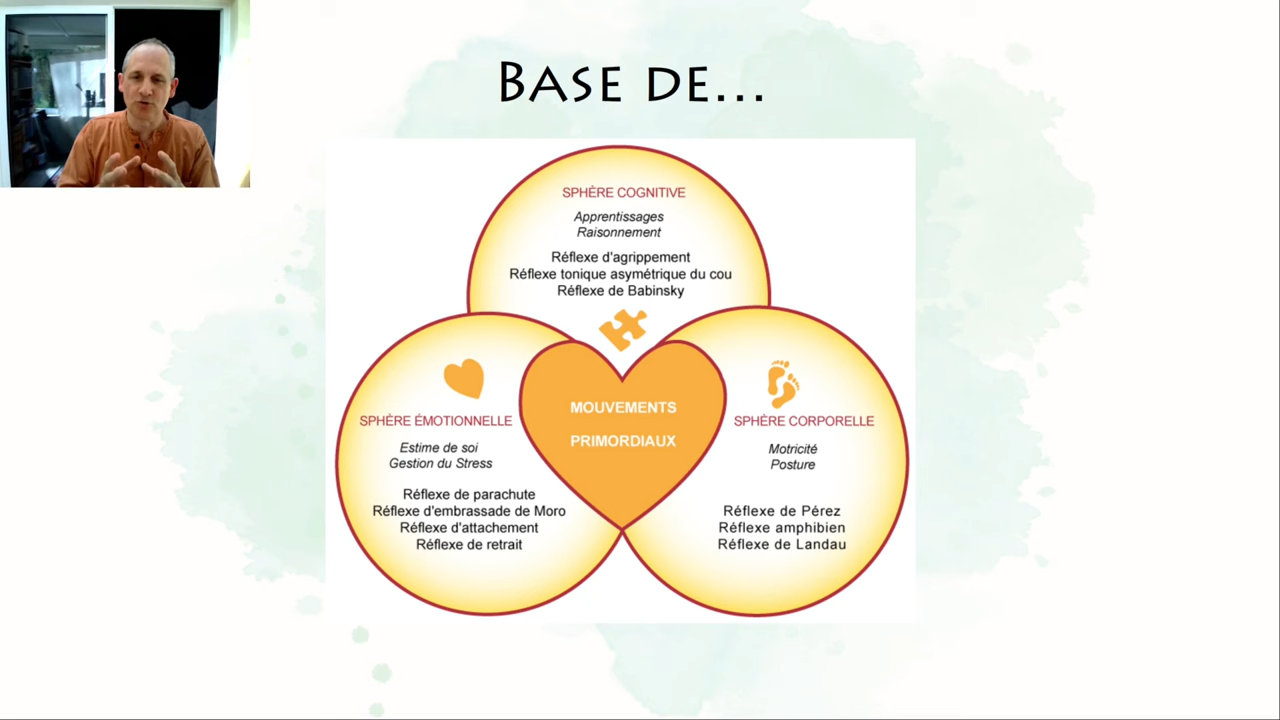 BASE DE...
SPHÈRE COGNITIVE
Apprentissages
Raisonnement
Réflexe d'agrippement
Réflexe tonique asymétrique du cou
Réflexe de Babinsky
MOUVEMENTS
PRIMORDIAUX
SPHÈRE ÉMOTIONNELLE
Estime de soi
Gestion du Stress
Réflexe de parachute
Réflexe d'embrassade de Moro
Réflexe d'attachement
Réflexe de retrait
SPHÈRE CORPORELLE
Motricité
Posture
Réflexe de Pérez
Réflexe amphibien
Réflexe de Landau